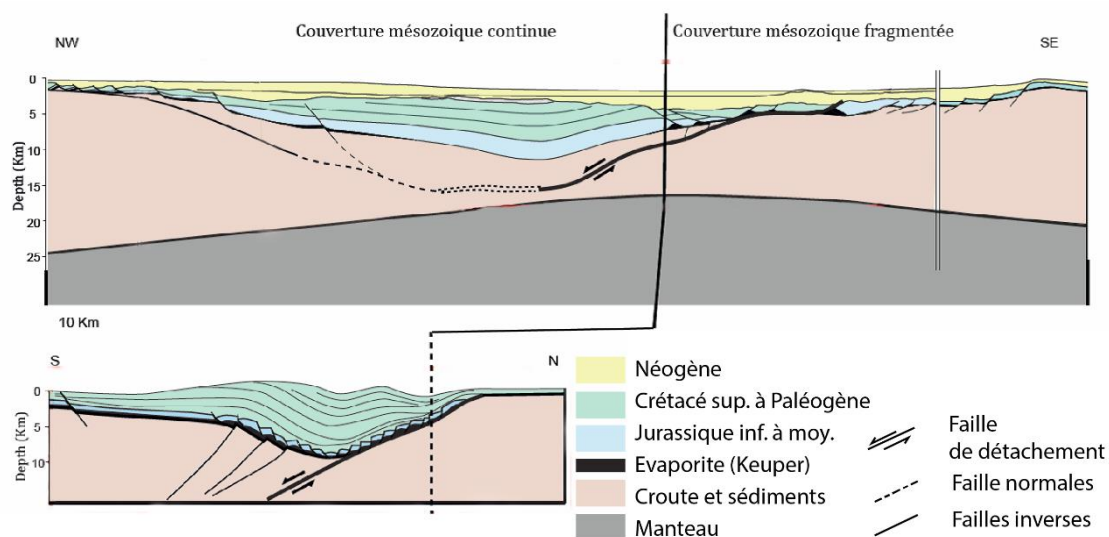 Couverture mésozoique continue
Couverture mésozoique fragmentée
NW
SE
Depth (Km)
0
5
10
15
20
25
10 Km
S
N
Depth (Km)
0
5
10
Néogène
Crétacé sup. à Paléogène
Jurassique inf. à moy.
Evaporite (Keuper)
Croute et sédiments
Manteau
Faille
de détachement
Faille normales
Failles inverses